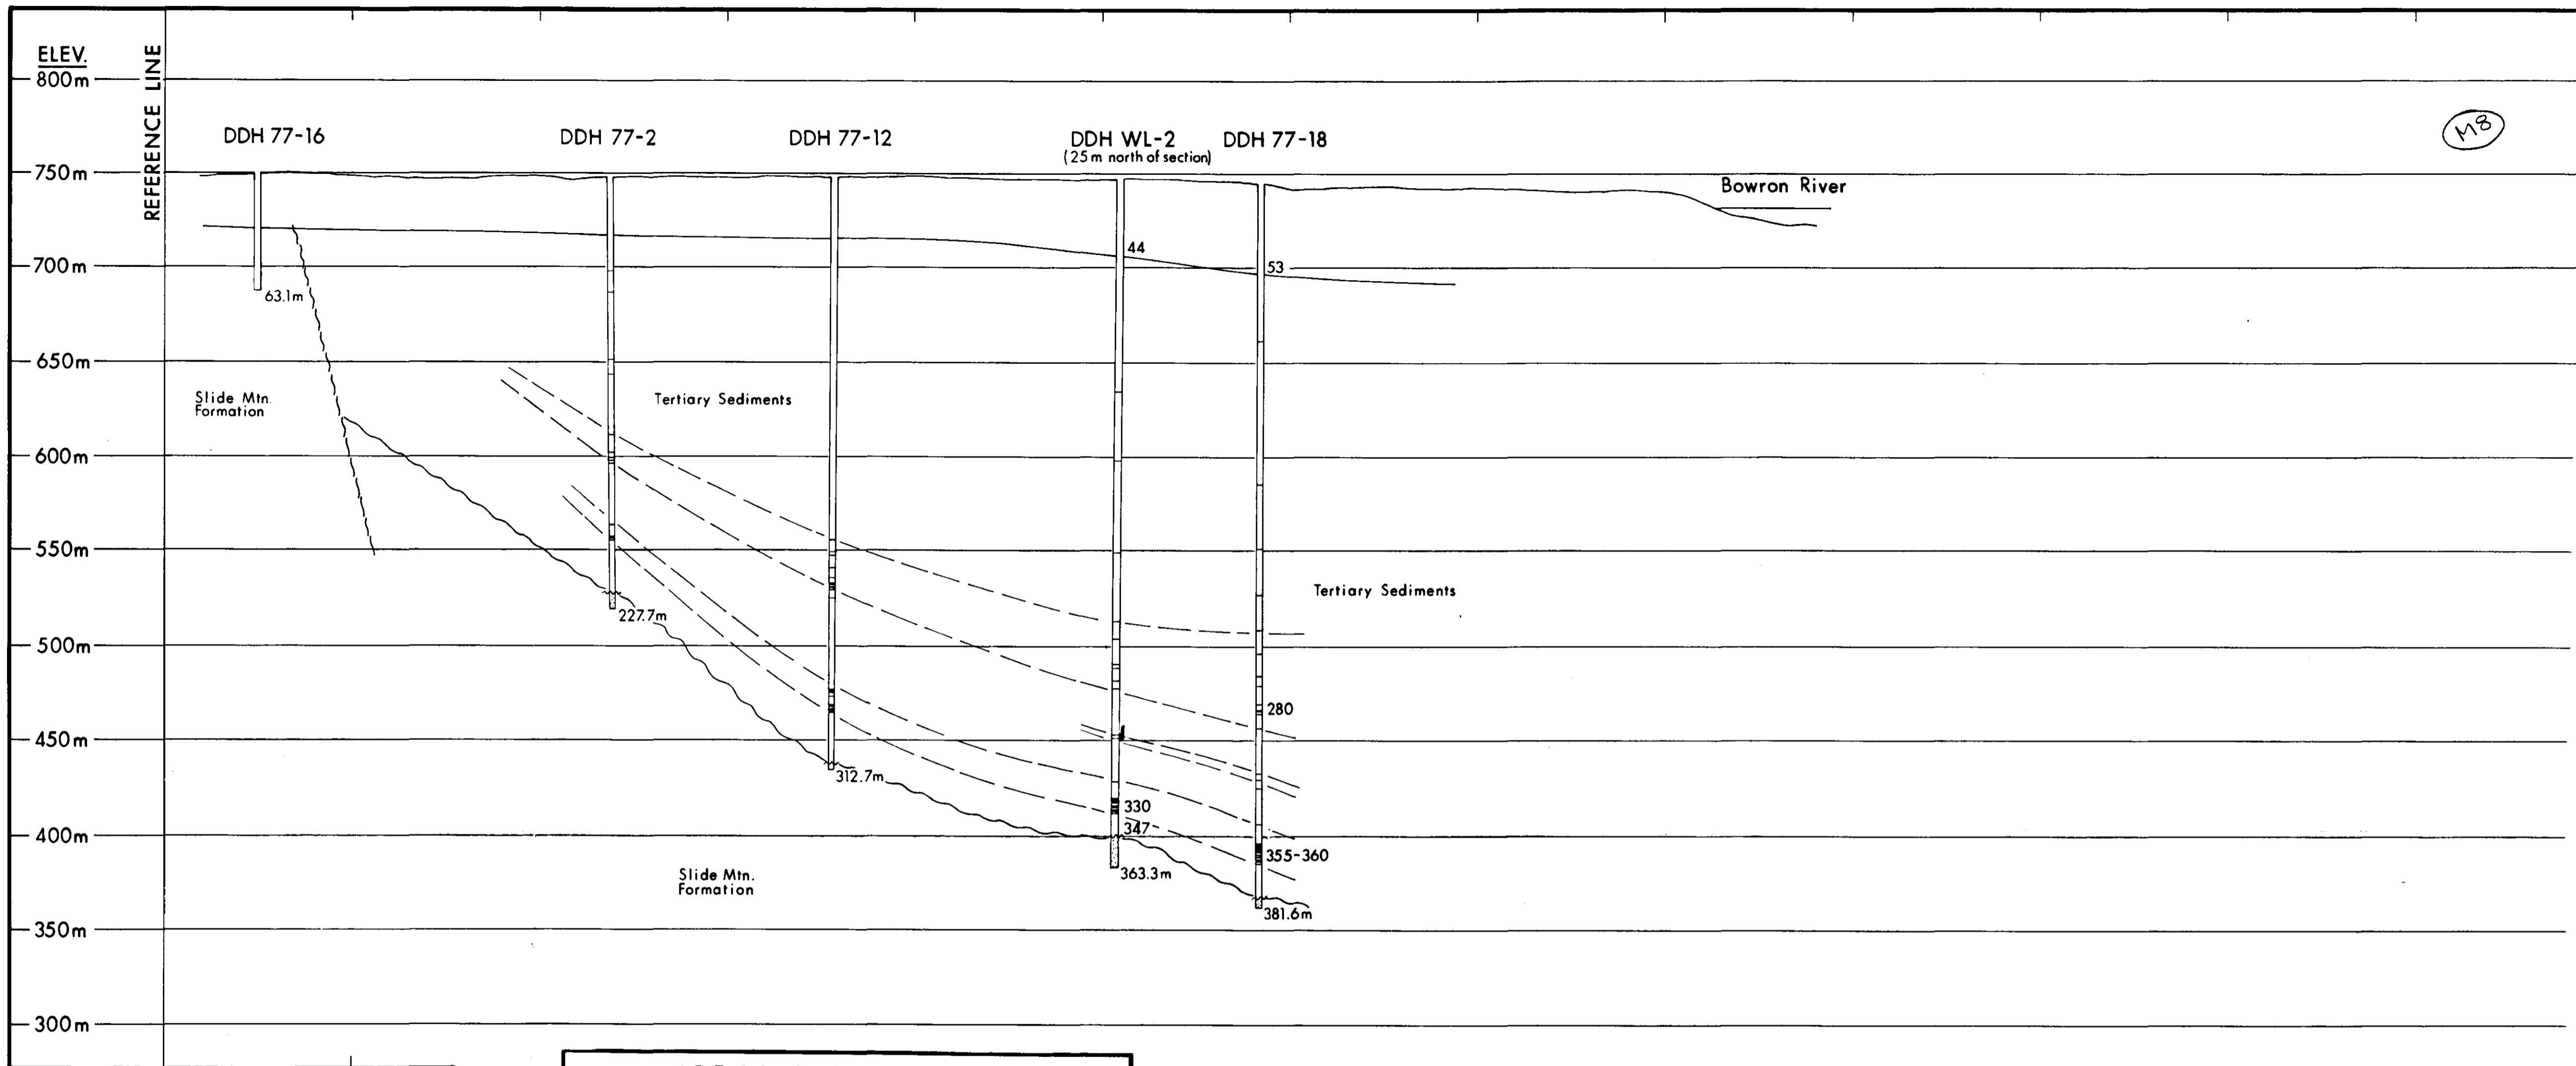 ELEV.
REFERENCE LINE
800m
DDH 77-16
DDH 77-2
DDH 77-12
DDH WL-2
(25m north of section)
DDH 77-18
M8
750m
Bowron River
44
700m
53
63.1m
650m
Slide Mtn.
Formation
Tertiary Sediments
600m
550m
Tertiary Sediments
227.7m
500m
280
450m
312.7m
330
347
400m
355-360
363.3m
Slide Mtn.
Formation
381.6m
350m
300m